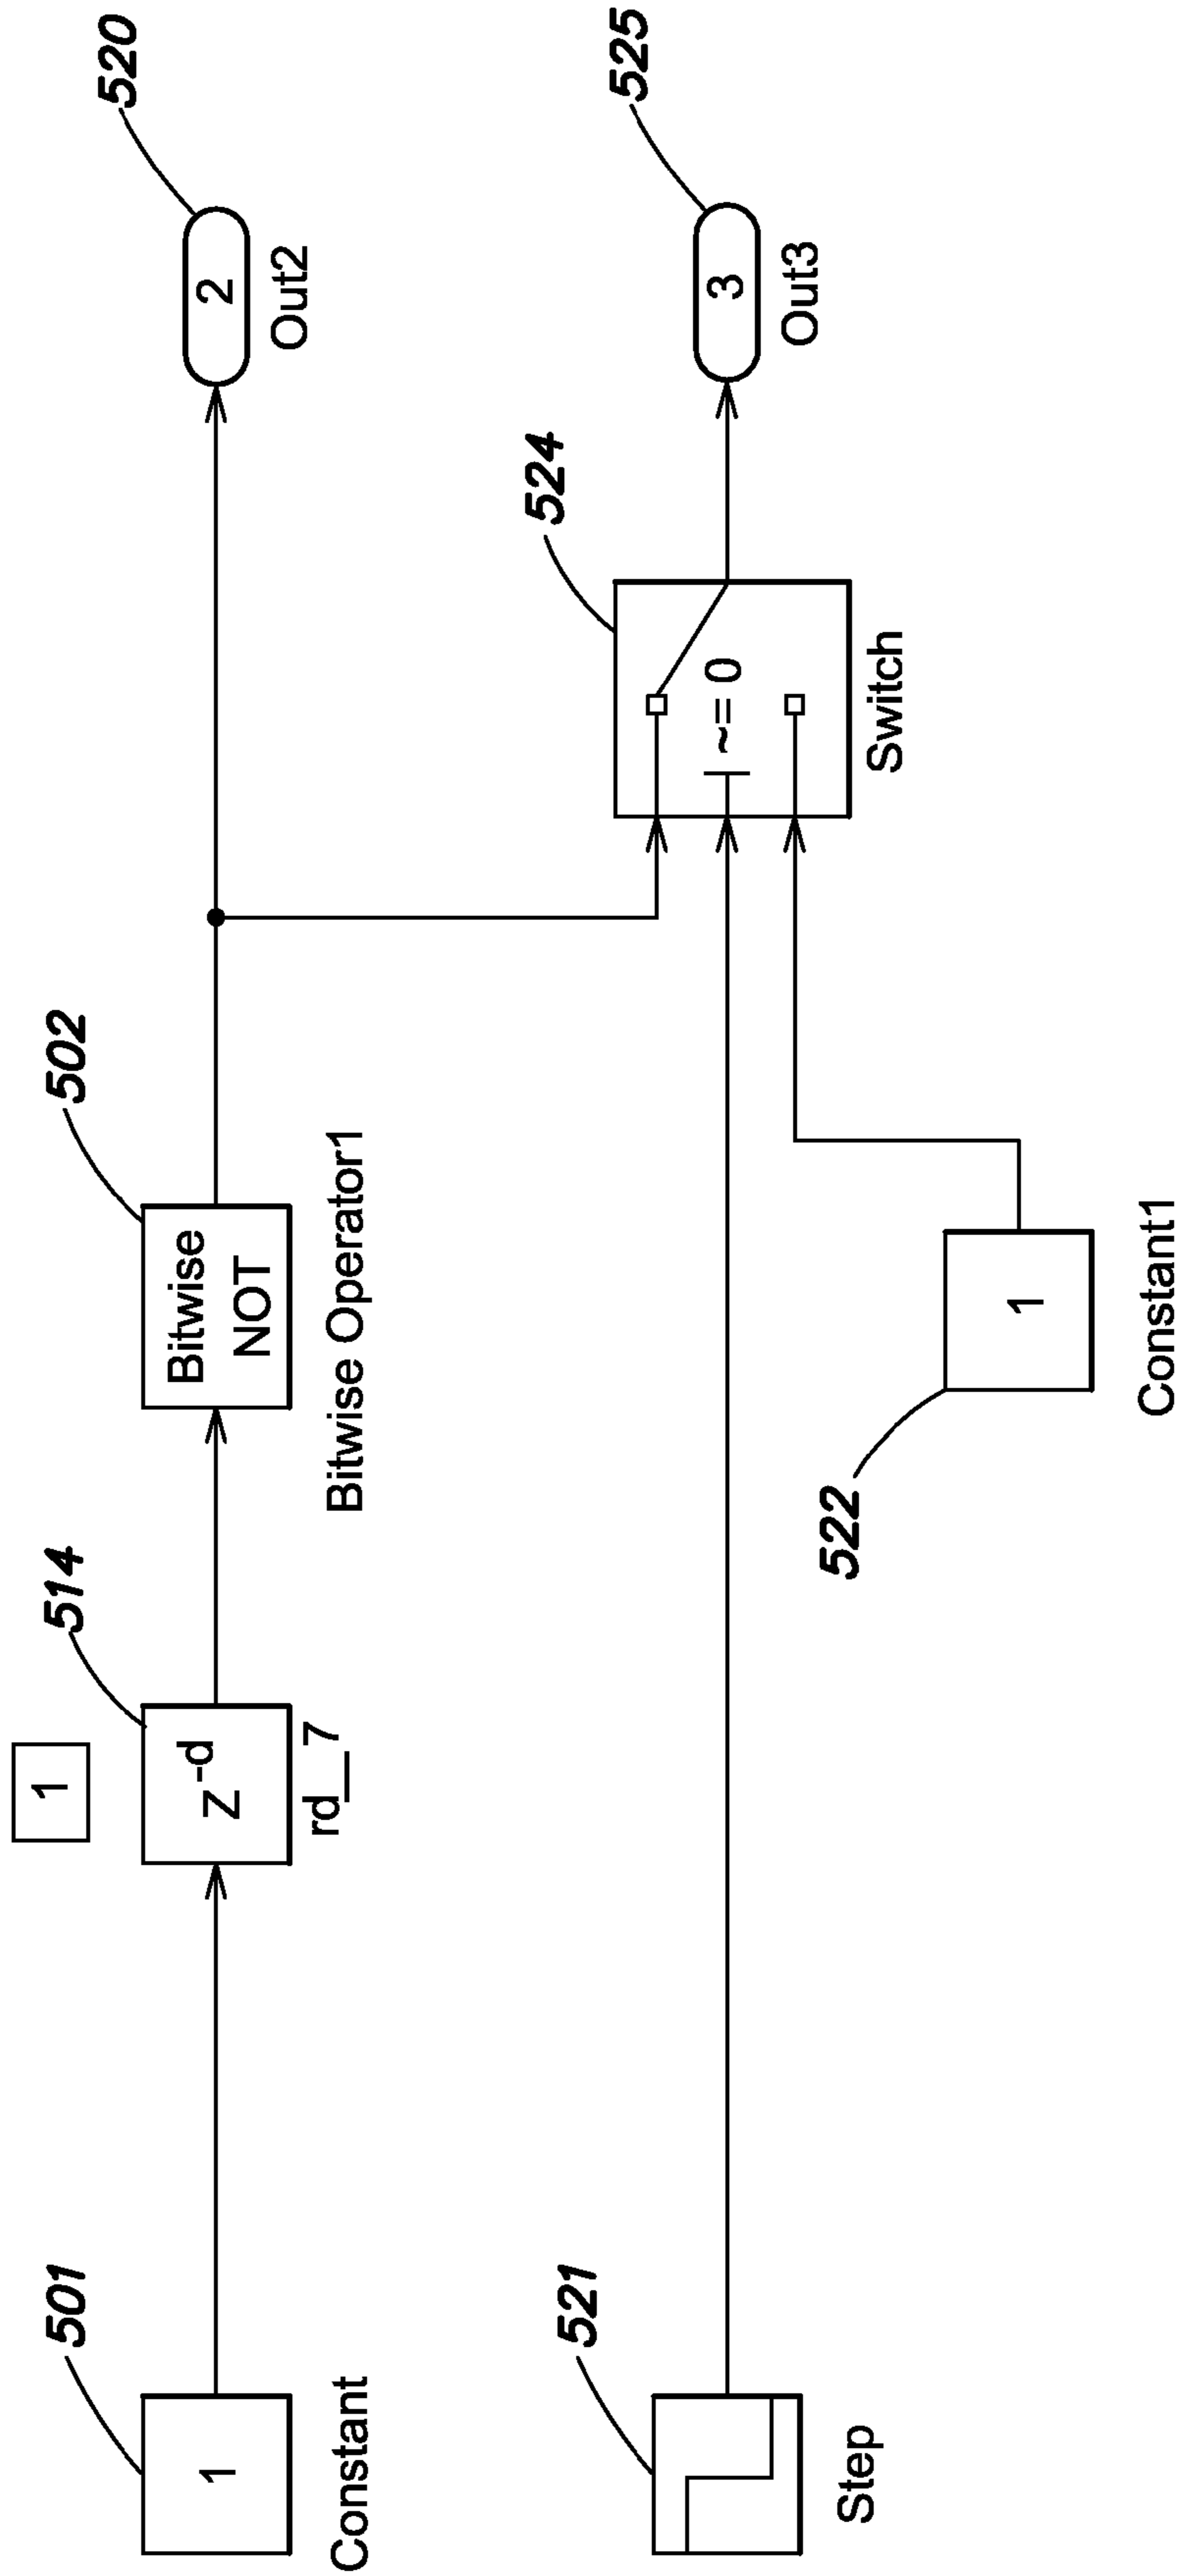 1
501
1
Constant
514
Z^-d
rd__7
502
Bitwise
NOT
Bitwise Operator1
520
2
Out2
521
Step
522
1
Constant1
524
~= 0
Switch
525
3
Out3